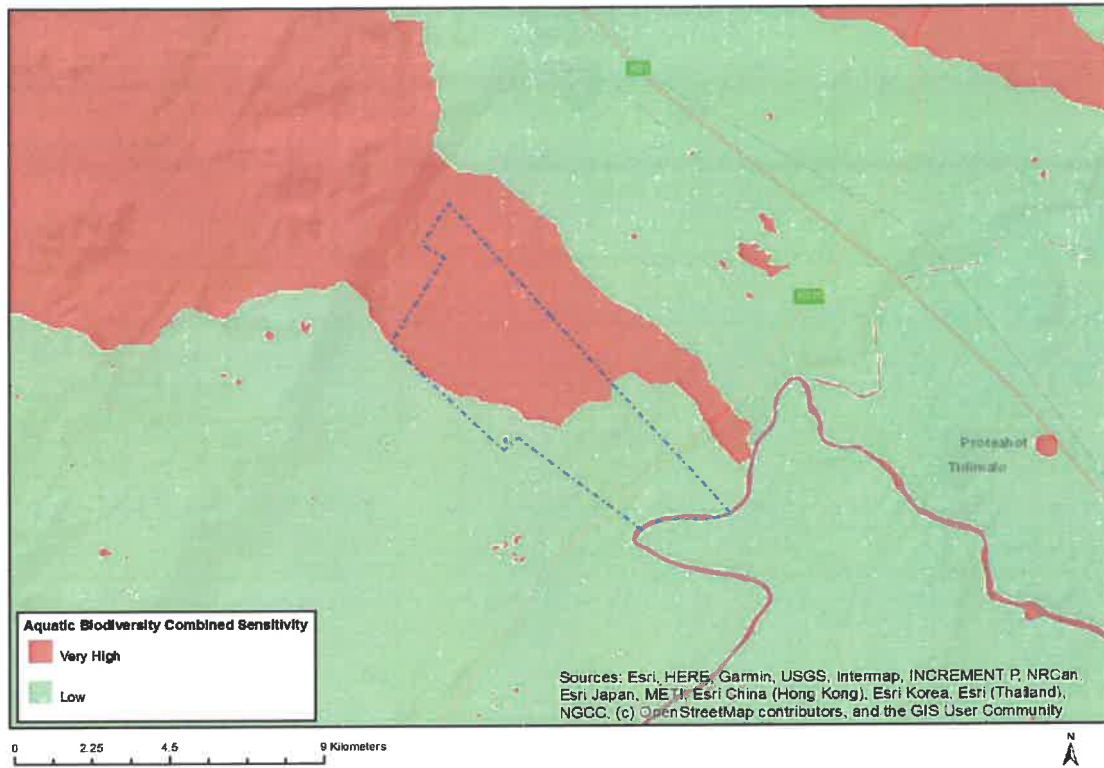 Aquatic Biodiversity Combined Sensitivity
Very High
Low
Sources: Esri, HERE, Garmin, USGS, Intermap, INCREMENT P, NRCan,
Esri Japan, METI, Esri China (Hong Kong), Esri Korea, Esri (Thailand),
NGCC, (c) OpenStreetMap contributors, and the GIS User Community
0 2.25 4.5 9 Kilometers
N